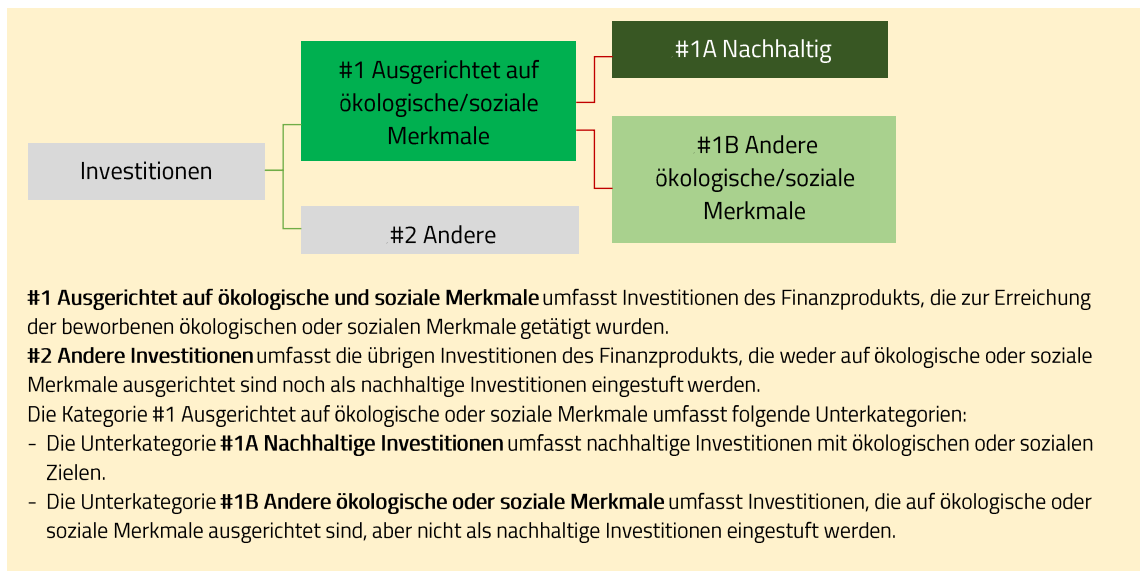 #1A Nachhaltig
#1 Ausgerichtet auf
ökologische/soziale
Merkmale
#1B Andere
ökologische/soziale
Merkmale
Investitionen
#2 Andere
#1 Ausgerichtet auf ökologische und soziale Merkmale umfasst Investitionen des Finanzprodukts, die zur Erreichung
der beworbenen ökologischen oder sozialen Merkmale getätigt wurden.
#2 Andere Investitionen umfasst die übrigen Investitionen des Finanzprodukts, die weder auf ökologische oder soziale
Merkmale ausgerichtet sind noch als nachhaltige Investitionen eingestuft werden.
Die Kategorie #1 Ausgerichtet auf ökologische oder soziale Merkmale umfasst folgende Unterkategorien:
- Die Unterkategorie #1A Nachhaltige Investitionen umfasst nachhaltige Investitionen mit ökologischen oder sozialen
Zielen.
- Die Unterkategorie #1B Andere ökologische oder soziale Merkmale umfasst Investitionen, die auf ökologische oder
soziale Merkmale ausgerichtet sind, aber nicht als nachhaltige Investitionen eingestuft werden.